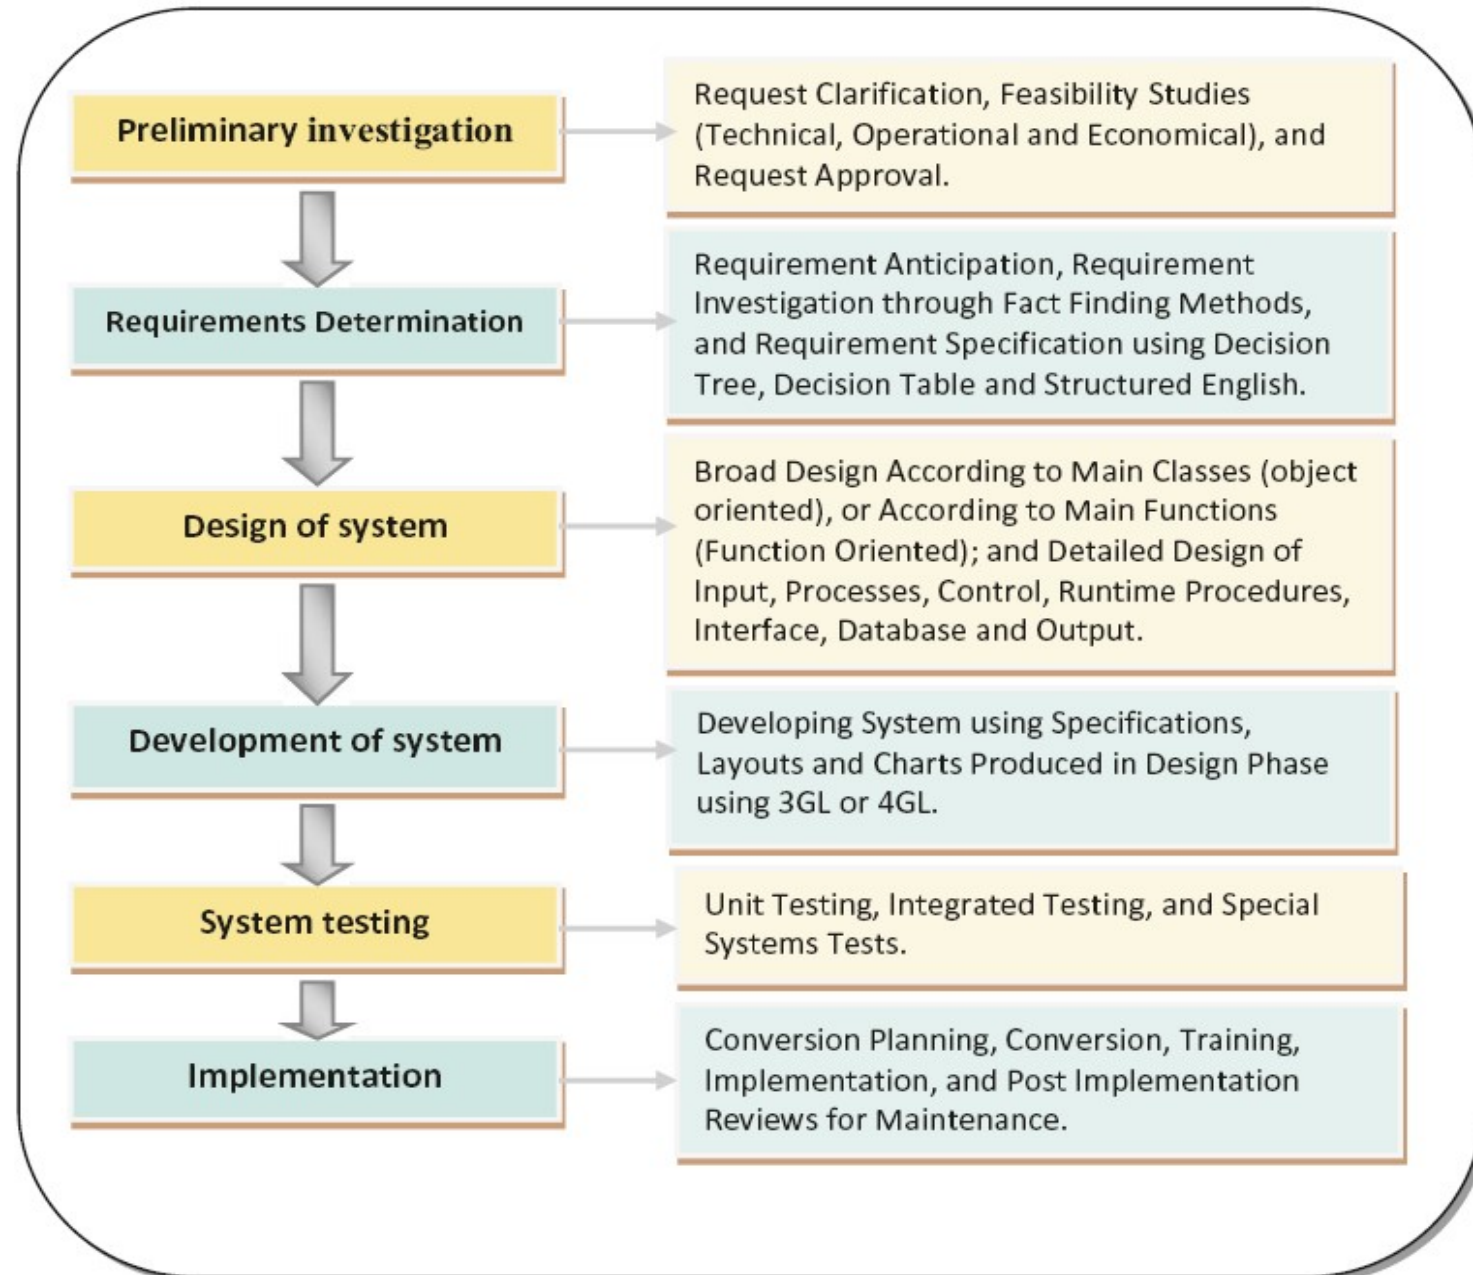 Preliminary investigation
Request Clarification, Feasibility Studies
(Technical, Operational and Economical), and
Request Approval.
Requirements Determination
Requirement Anticipation, Requirement
Investigation through Fact Finding Methods,
and Requirement Specification using Decision
Tree, Decision Table and Structured English.
Design of system
Broad Design According to Main Classes (object
oriented), or According to Main Functions
(Function Oriented); and Detailed Design of
Input, Processes, Control, Runtime Procedures,
Interface, Database and Output.
Development of system
Developing System using Specifications,
Layouts and Charts Produced in Design Phase
using 3GL or 4GL.
System testing
Unit Testing, Integrated Testing, and Special
Systems Tests.
Implementation
Conversion Planning, Conversion, Training,
Implementation, and Post Implementation
Reviews for Maintenance.